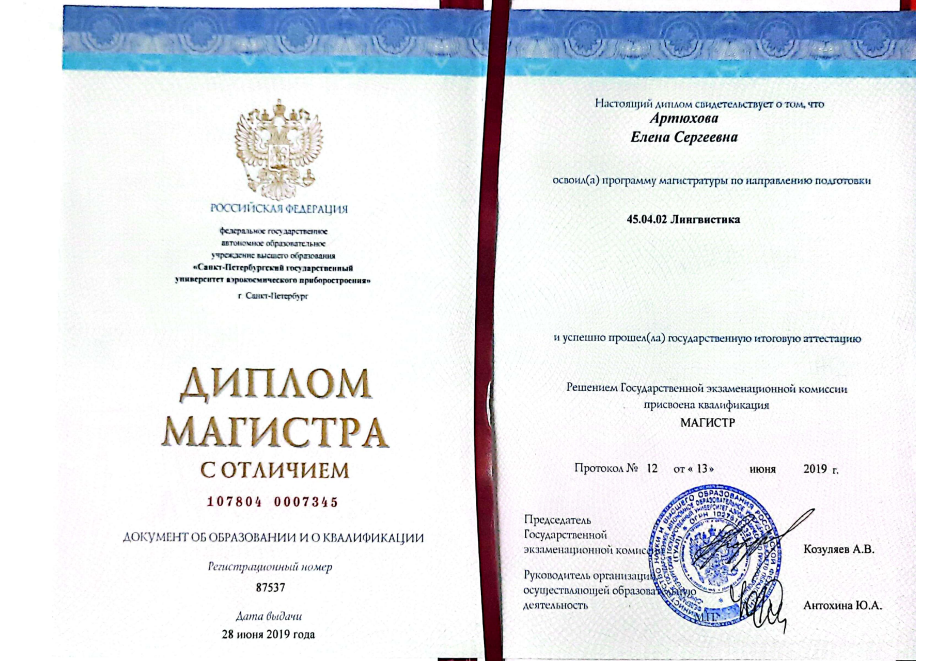 РОССИЙСКАЯ ФЕДЕРАЦИЯ
федеральное государственное
автономное образовательное
учреждение высшего образования
«Санкт-Петербургский государственный
университет аэрокосмического приборостроения»
г Санкт-Петербург
ДИПЛОМ
МАГИСТРА
С ОТЛИЧИЕМ
107804 0007345
ДОКУМЕНТ ОБ ОБРАЗОВАНИИ И О КВАЛИФИКАЦИИ
Регистрационный номер
87537
Дата выдачи
28 июня 2019 года
Настоящий диплом свидетельствует о том, что
Артюхова
Елена Сергеевна
освоил(а) программу магистратуры по направлению подготовки
45.04.02 Лингвистика
и успешно прошел(ла) государственную итоговую аттестацию
Решением Государственной экзаменационной комиссии
присвоена квалификация
МАГИСТР
Протокол № 12 от « 13 » июня 2019 г.
Председатель
Государственной
экзаменационной комиссии
Козуляев А.В.
Руководитель организации,
осуществляющей образовательную
деятельность
Антохина Ю.А.
М.П.